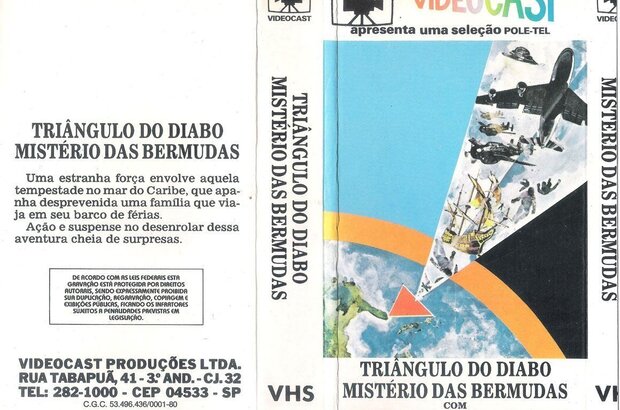 TRIÂNGULO DO DIABO
MISTÉRIO DAS BERMUDAS
Uma estranha força envolve aquela
tempestade no mar do Caribe, que apa-
nha desprevenida uma família que via-
ja em seu barco de férias.
Ação e suspense no desenrolar dessa
aventura cheia de surpresas.
DE ACORDO COM AS LEIS FEDERAIS ESTA
GRAVAÇÃO ESTÁ PROTEGIDA POR DIREITOS
AUTORAIS, SENDO EXPRESSAMENTE PROIBIDA
SUA DUPLICAÇÃO, REGRAVAÇÃO, COPIAGEM E
EXIBIÇÕES PÚBLICAS, FICANDO OS INFRATORES
SUJEITOS A PENALIDADES PREVISTAS EM
LEGISLAÇÃO.
VIDEOCAST PRODUÇÕES LTDA.
RUA TABAPUÃ, 41 - 3.º AND. - CJ. 32
TEL: 282-1000 - CEP 04533 - SP
C.G.C. 53.496.436/0001-80
VIDEOCAST
TRIÂNGULO DO DIABO
MISTÉRIO DAS BERMUDAS
VHS
VIDEOCAST
apresenta uma seleção POLE-TEL
TRIÂNGULO DO DIABO
MISTÉRIO DAS BERMUDAS
COM
VIDEOCAST
MISTÉRIO DAS BERMUDAS
VHS